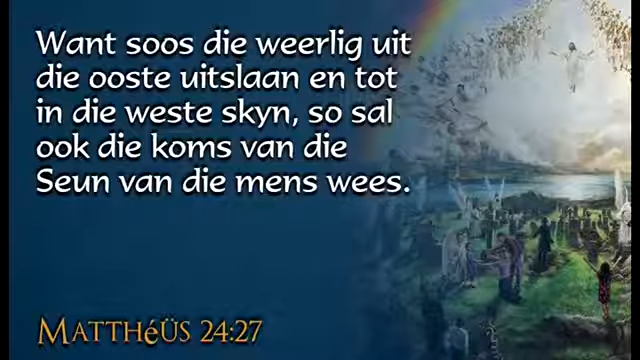 Want soos die weerlig uit
die ooste uitslaan en tot
in die weste skyn, so sal
ook die koms van die
Seun van die mens wees.
Matthéüs 24:27